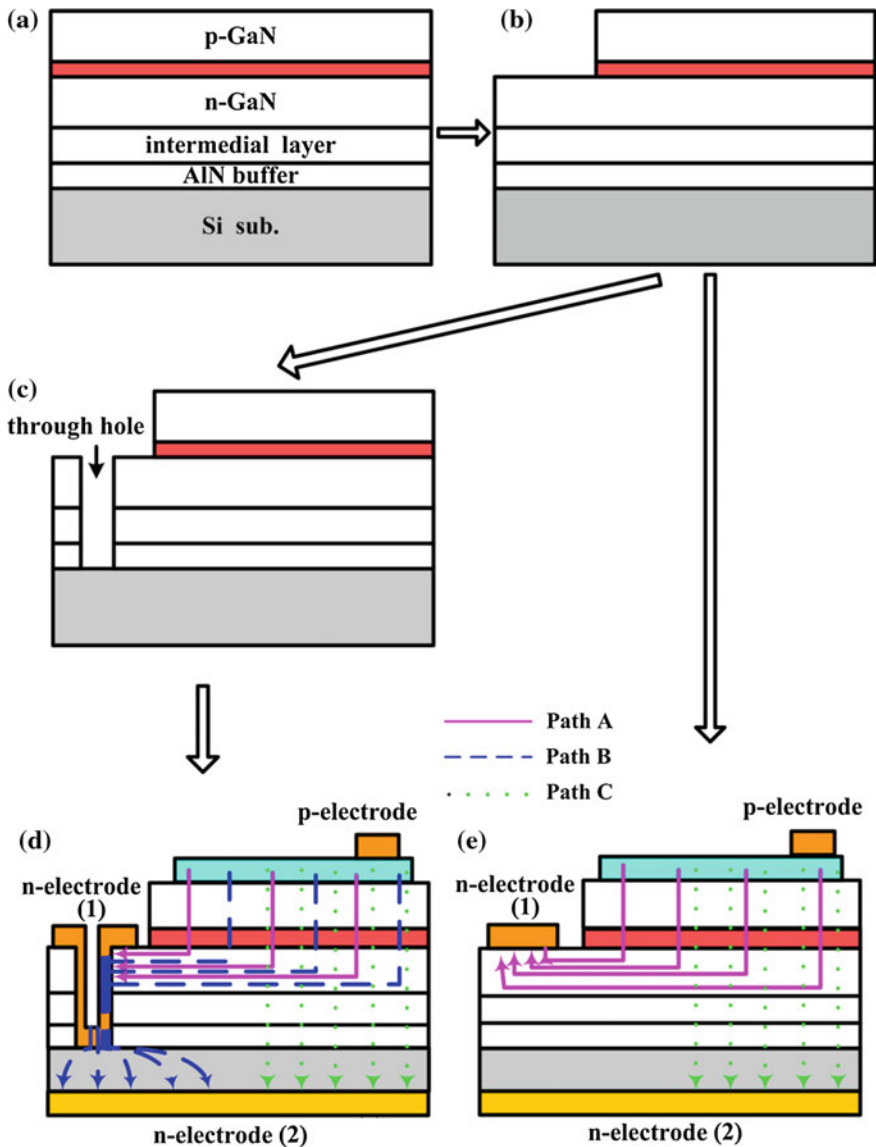 (a)
p-GaN
n-GaN
intermedial layer
AlN buffer
Si sub.
(b)
(c)
through hole
Path A
Path B
Path C
(d)
p-electrode
n-electrode
(1)
n-electrode (2)
(e)
p-electrode
n-electrode
(1)
n-electrode (2)